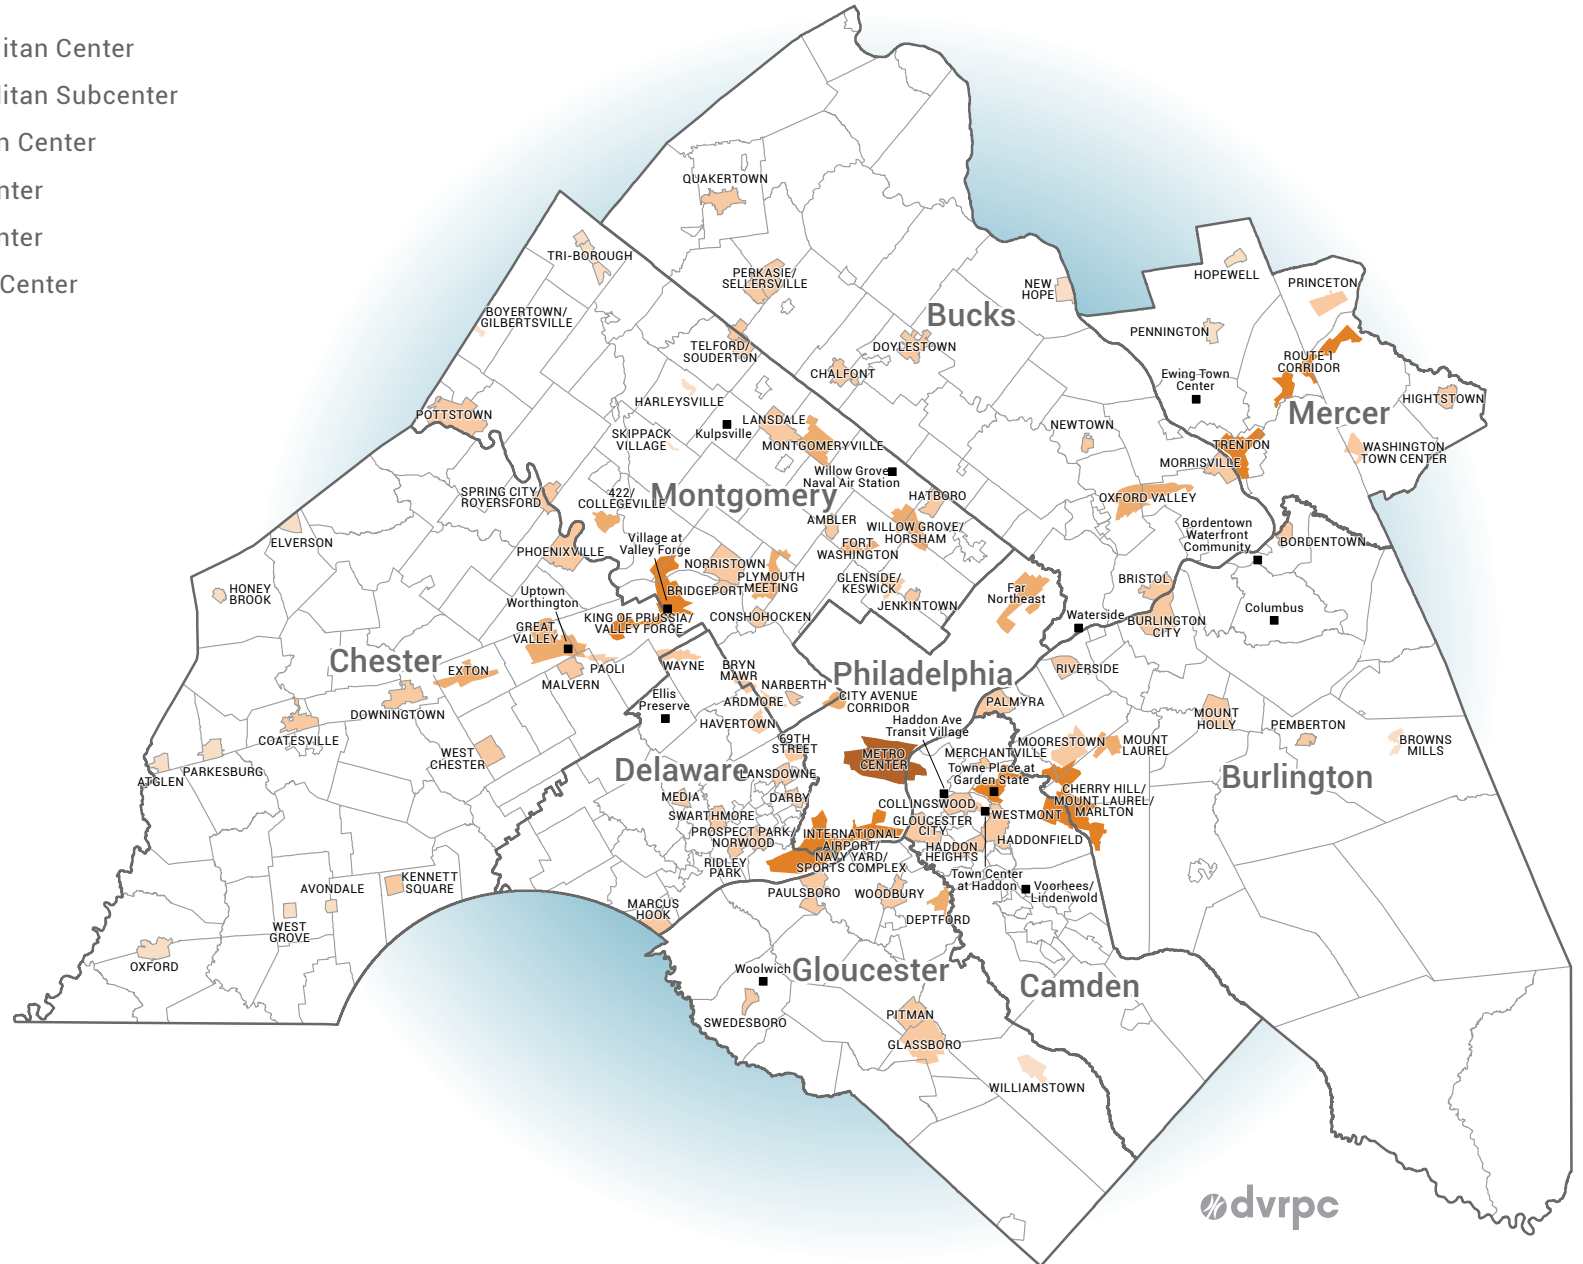 itan Center
litan Subcenter
n Center
nter
nter
Center
QUAKERTOWN
TRI-BOROUGH
PERKASIE/
SELLERSVILLE
NEW
HOPE
HOPEWELL
PRINCETON
BOYERTOWN/
GILBERTSVILLE
Bucks
PENNINGTON
TELFORD/
SOUDERTON
DOYLESTOWN
CHALFONT
ROUTE 1
CORRIDOR
Ewing Town
Center
HIGHTSTOWN
Mercer
HARLEYSVILLE
POTTSTOWN
LANSDALE
Kulpsville
SKIPPACK
VILLAGE
MONTGOMERYVILLE
NEWTOWN
TRENTON
MORRISVILLE
WASHINGTON
TOWN CENTER
Willow Grove
Naval Air Station
SPRING CITY/
ROYERSFORD
422/
COLLEGEVILLE
Montgomery
HATBORO
OXFORD VALLEY
AMBLER
WILLOW GROVE/
HORSHAM
Bordentown
Waterfront
Community
BORDENTOWN
ELVERSON
PHOENIXVILLE
Village at
Valley Forge
FORT
WASHINGTON
NORRISTOWN
PLYMOUTH
MEETING
GLENSIDE/
KESWICK
BRIDGEPORT
JENKINTOWN
Far
Northeast
BRISTOL
HONEY
BROOK
Uptown
Worthington
KING OF PRUSSIA/
VALLEY FORGE
CONSHOHOCKEN
Waterside
BURLINGTON
CITY
Columbus
GREAT
VALLEY
Chester
EXTON
MALVERN
PAOLI
WAYNE
BRYN
MAWR
Philadelphia
RIVERSIDE
NARBERTH
Ellis
Preserve
ARDMORE
CITY AVENUE
CORRIDOR
PALMYRA
DOWNINGTOWN
HAVERTOWN
Haddon Ave
Transit Village
MOUNT
HOLLY
PEMBERTON
COATESVILLE
WEST
CHESTER
69TH
STREET
METRO
CENTER
MERCHANTVILLE
MOORESTOWN
MOUNT
LAUREL
BROWNS
MILLS
ATGLEN
PARKESBURG
Delaware
LANSDOWNE
Towne Place at
Garden State
Burlington
MEDIA
DARBY
CHERRY HILL/
MOUNT LAUREL/
MARLTON
COLLINGSWOOD
SWARTHMORE
GLOUCESTER
CITY
WESTMONT
PROSPECT PARK/
NORWOOD
INTERNATIONAL
AIRPORT/
NAVY YARD/
SPORTS COMPLEX
HADDONFIELD
HADDON
HEIGHTS
RIDLEY
PARK
Town Center
at Haddon
KENNETT
SQUARE
AVONDALE
PAULSBORO
WOODBURY
Voorhees/
Lindenwold
MARCUS
HOOK
DEPTFORD
WEST
GROVE
OXFORD
Woolwich
Gloucester
Camden
SWEDESBORO
PITMAN
GLASSBORO
WILLIAMSTOWN
dvrpc